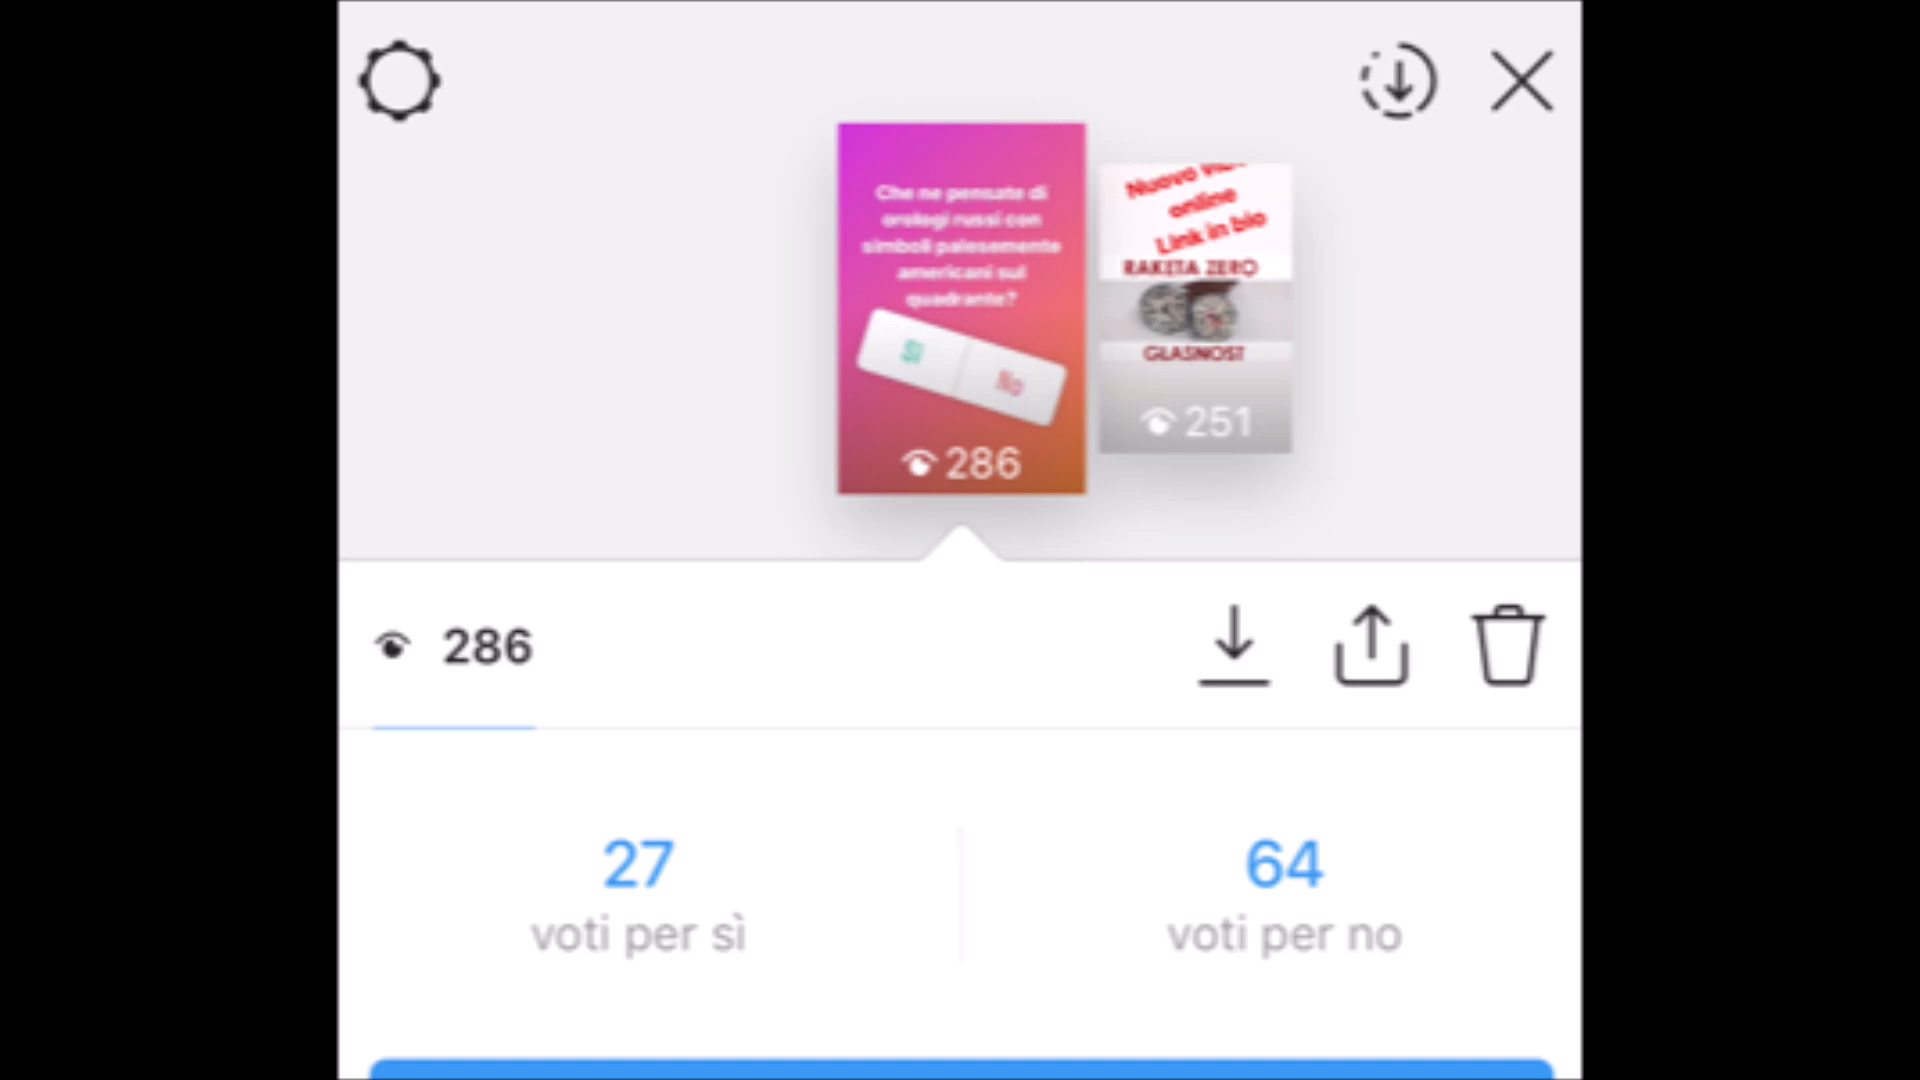 Che ne pensate di
orologi russi con
simboli palesemente
americani sul
quadrante?
Sì
No
286
Nuovo
online
Link in bio
RAKETA ZERO
GLASNOST
251
286
27
voti per sì
64
voti per no